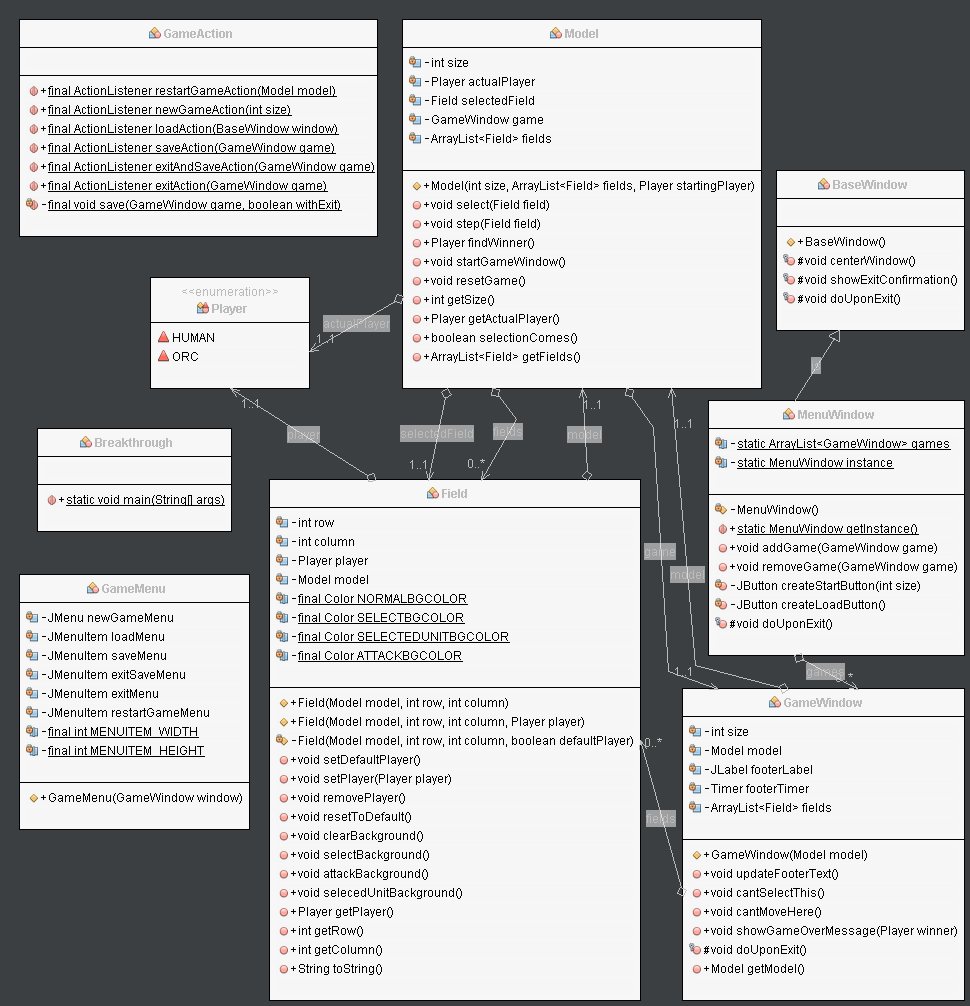 GameAction
+final ActionListener restartGameAction(Model model)
+final ActionListener newGameAction(int size)
+final ActionListener loadAction(BaseWindow window)
+final ActionListener saveAction(GameWindow game)
+final ActionListener exitAndSaveAction(GameWindow game)
+final ActionListener exitAction(GameWindow game)
-final void save(GameWindow game, boolean withExit)
Model
-int size
-Player actualPlayer
-Field selectedField
-GameWindow game
-ArrayList<Field> fields
+Model(int size, ArrayList<Field> fields, Player startingPlayer)
+void select(Field field)
+void step(Field field)
+Player findWinner()
+void startGameWindow()
+void resetGame()
+int getSize()
+Player getActualPlayer()
+boolean selectionComes()
+ArrayList<Field> getFields()
BaseWindow
+BaseWindow()
#void centerWindow()
#void showExitConfirmation()
#void doUponExit()
<<enumeration>>
Player
HUMAN
ORC
actualPlayer
1..1
1..1
player
selectedField
1..1
fields
0..*
1..1
model
1..1
game
model
1..1
Breakthrough
+static void main(String[] args)
MenuWindow
-static ArrayList<GameWindow> games
-static MenuWindow instance
-MenuWindow()
+static MenuWindow getInstance()
+void addGame(GameWindow game)
+void removeGame(GameWindow game)
-JButton createStartButton(int size)
-JButton createLoadButton()
#void doUponExit()
games
Field
-int row
-int column
-Player player
-Model model
-final Color NORMALBGCOLOR
-final Color SELECTBGCOLOR
-final Color SELECTEDUNITBGCOLOR
-final Color ATTACKBGCOLOR
+Field(Model model, int row, int column)
+Field(Model model, int row, int column, Player player)
-Field(Model model, int row, int column, boolean defaultPlayer)
+void setDefaultPlayer()
+void setPlayer(Player player)
+void removePlayer()
+void resetToDefault()
+void clearBackground()
+void selectBackground()
+void attackBackground()
+void selecedUnitBackground()
+Player getPlayer()
+int getRow()
+int getColumn()
+String toString()
GameMenu
-JMenu newGameMenu
-JMenuItem loadMenu
-JMenuItem saveMenu
-JMenuItem exitSaveMenu
-JMenuItem exitMenu
-JMenuItem restartGameMenu
-final int MENUITEM_WIDTH
-final int MENUITEM_HEIGHT
+GameMenu(GameWindow window)
0..*
fields
GameWindow
-int size
-Model model
-JLabel footerLabel
-Timer footerTimer
-ArrayList<Field> fields
+GameWindow(Model model)
+void updateFooterText()
+void cantSelectThis()
+void cantMoveHere()
+void showGameOverMessage(Player winner)
#void doUponExit()
+Model getModel()